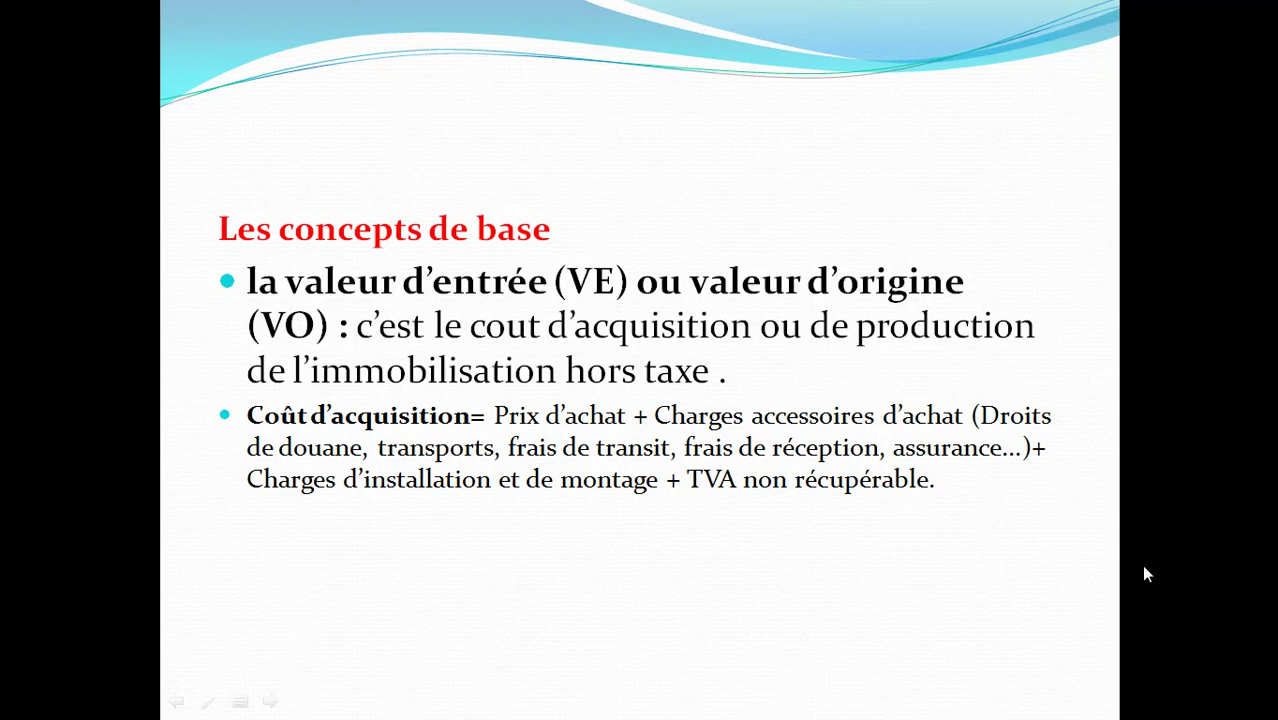 Les concepts de base
la valeur d’entrée (VE) ou valeur d’origine
(VO) : c’est le cout d’acquisition ou de production
de l’immobilisation hors taxe .
Coût d’acquisition= Prix d’achat + Charges accessoires d’achat (Droits
de douane, transports, frais de transit, frais de réception, assurance…)+
Charges d’installation et de montage + TVA non récupérable.